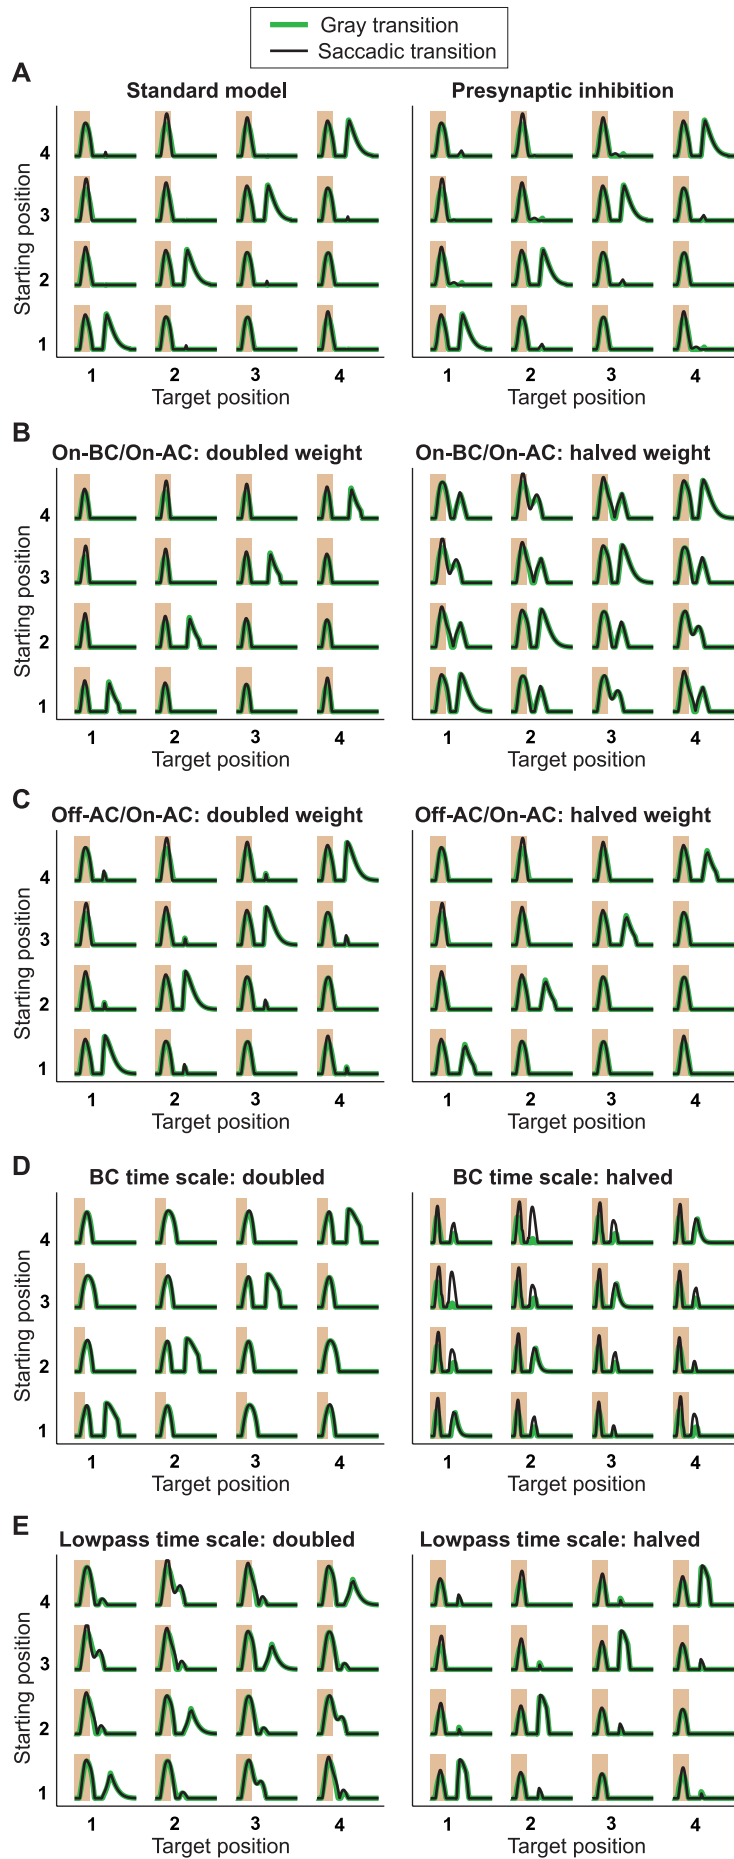 Gray transition
Saccadic transition
A
Standard model
Presynaptic inhibition
Starting position
4
3
2
1
1 2 3 4
Target position
1 2 3 4
Target position
B
On-BC/On-AC: doubled weight
On-BC/On-AC: halved weight
Starting position
4
3
2
1
1 2 3 4
Target position
1 2 3 4
Target position
C
Off-AC/On-AC: doubled weight
Off-AC/On-AC: halved weight
Starting position
4
3
2
1
1 2 3 4
Target position
1 2 3 4
Target position
D
BC time scale: doubled
BC time scale: halved
Starting position
4
3
2
1
1 2 3 4
Target position
1 2 3 4
Target position
E
Lowpass time scale: doubled
Lowpass time scale: halved
Starting position
4
3
2
1
1 2 3 4
Target position
1 2 3 4
Target position